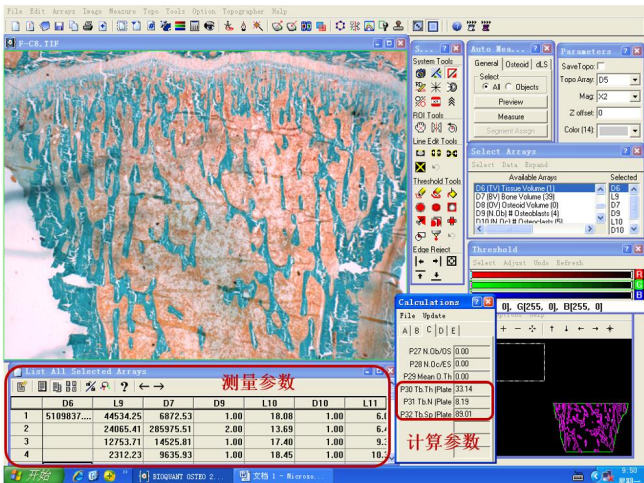 File Edit Arrays Image Measure Topo Tools Option Topographer Help
F-C8.TIF
S...
System Tools
ROI Tools
Line Edit Tools
Threshold Tools
Edge Reject
Auto Mea...
General Osteoid dLS
Select
All Objects
Preview
Measure
Segment Assign
Parameters
SaveTopo:
Topo Array: D5
Mag: X2
Z offset: 0
Color (14):
Select Arrays
Select Data Expand
Available Arrays Selected
D6 (TV) Tissue Volume (1) D6
D7 (BV) Bone Volume (39) L9
D8 (OV) Osteoid Volume (0) D7
D9 (N.Ob) # Osteoblasts (4) D9
D10 (N.Oc) # Osteoclasts (5) L10
D10
Threshold
Select Adjust Undo Refresh
R
G
B
0], G[255, 0], B[255, 0]
Calculations
File Update
A B C D E
P27 N.Ob/OS 0.00
P28 N.Oc/ES 0.00
P29 Mean O.Th 0.00
P30 Tb.Th (Plate 33.14
P31 Tb.N (Plate 8.19
P32 Tb.Sp (Plate 89.01
计算参数
List All Selected Arrays
测量参数
D6 L9 D7 D9 L10 D10 L11
1 5109837.... 44534.25 6872.53 1.00 18.08 1.00
2 24065.41 285975.51 2.00 13.69 1.00
3 12753.71 14525.81 1.00 17.40 1.00
4 2312.23 9635.93 1.00 18.45 1.00
开始
BIOQUANT OSTEO 2...
文档 1 - Microso...
9:50